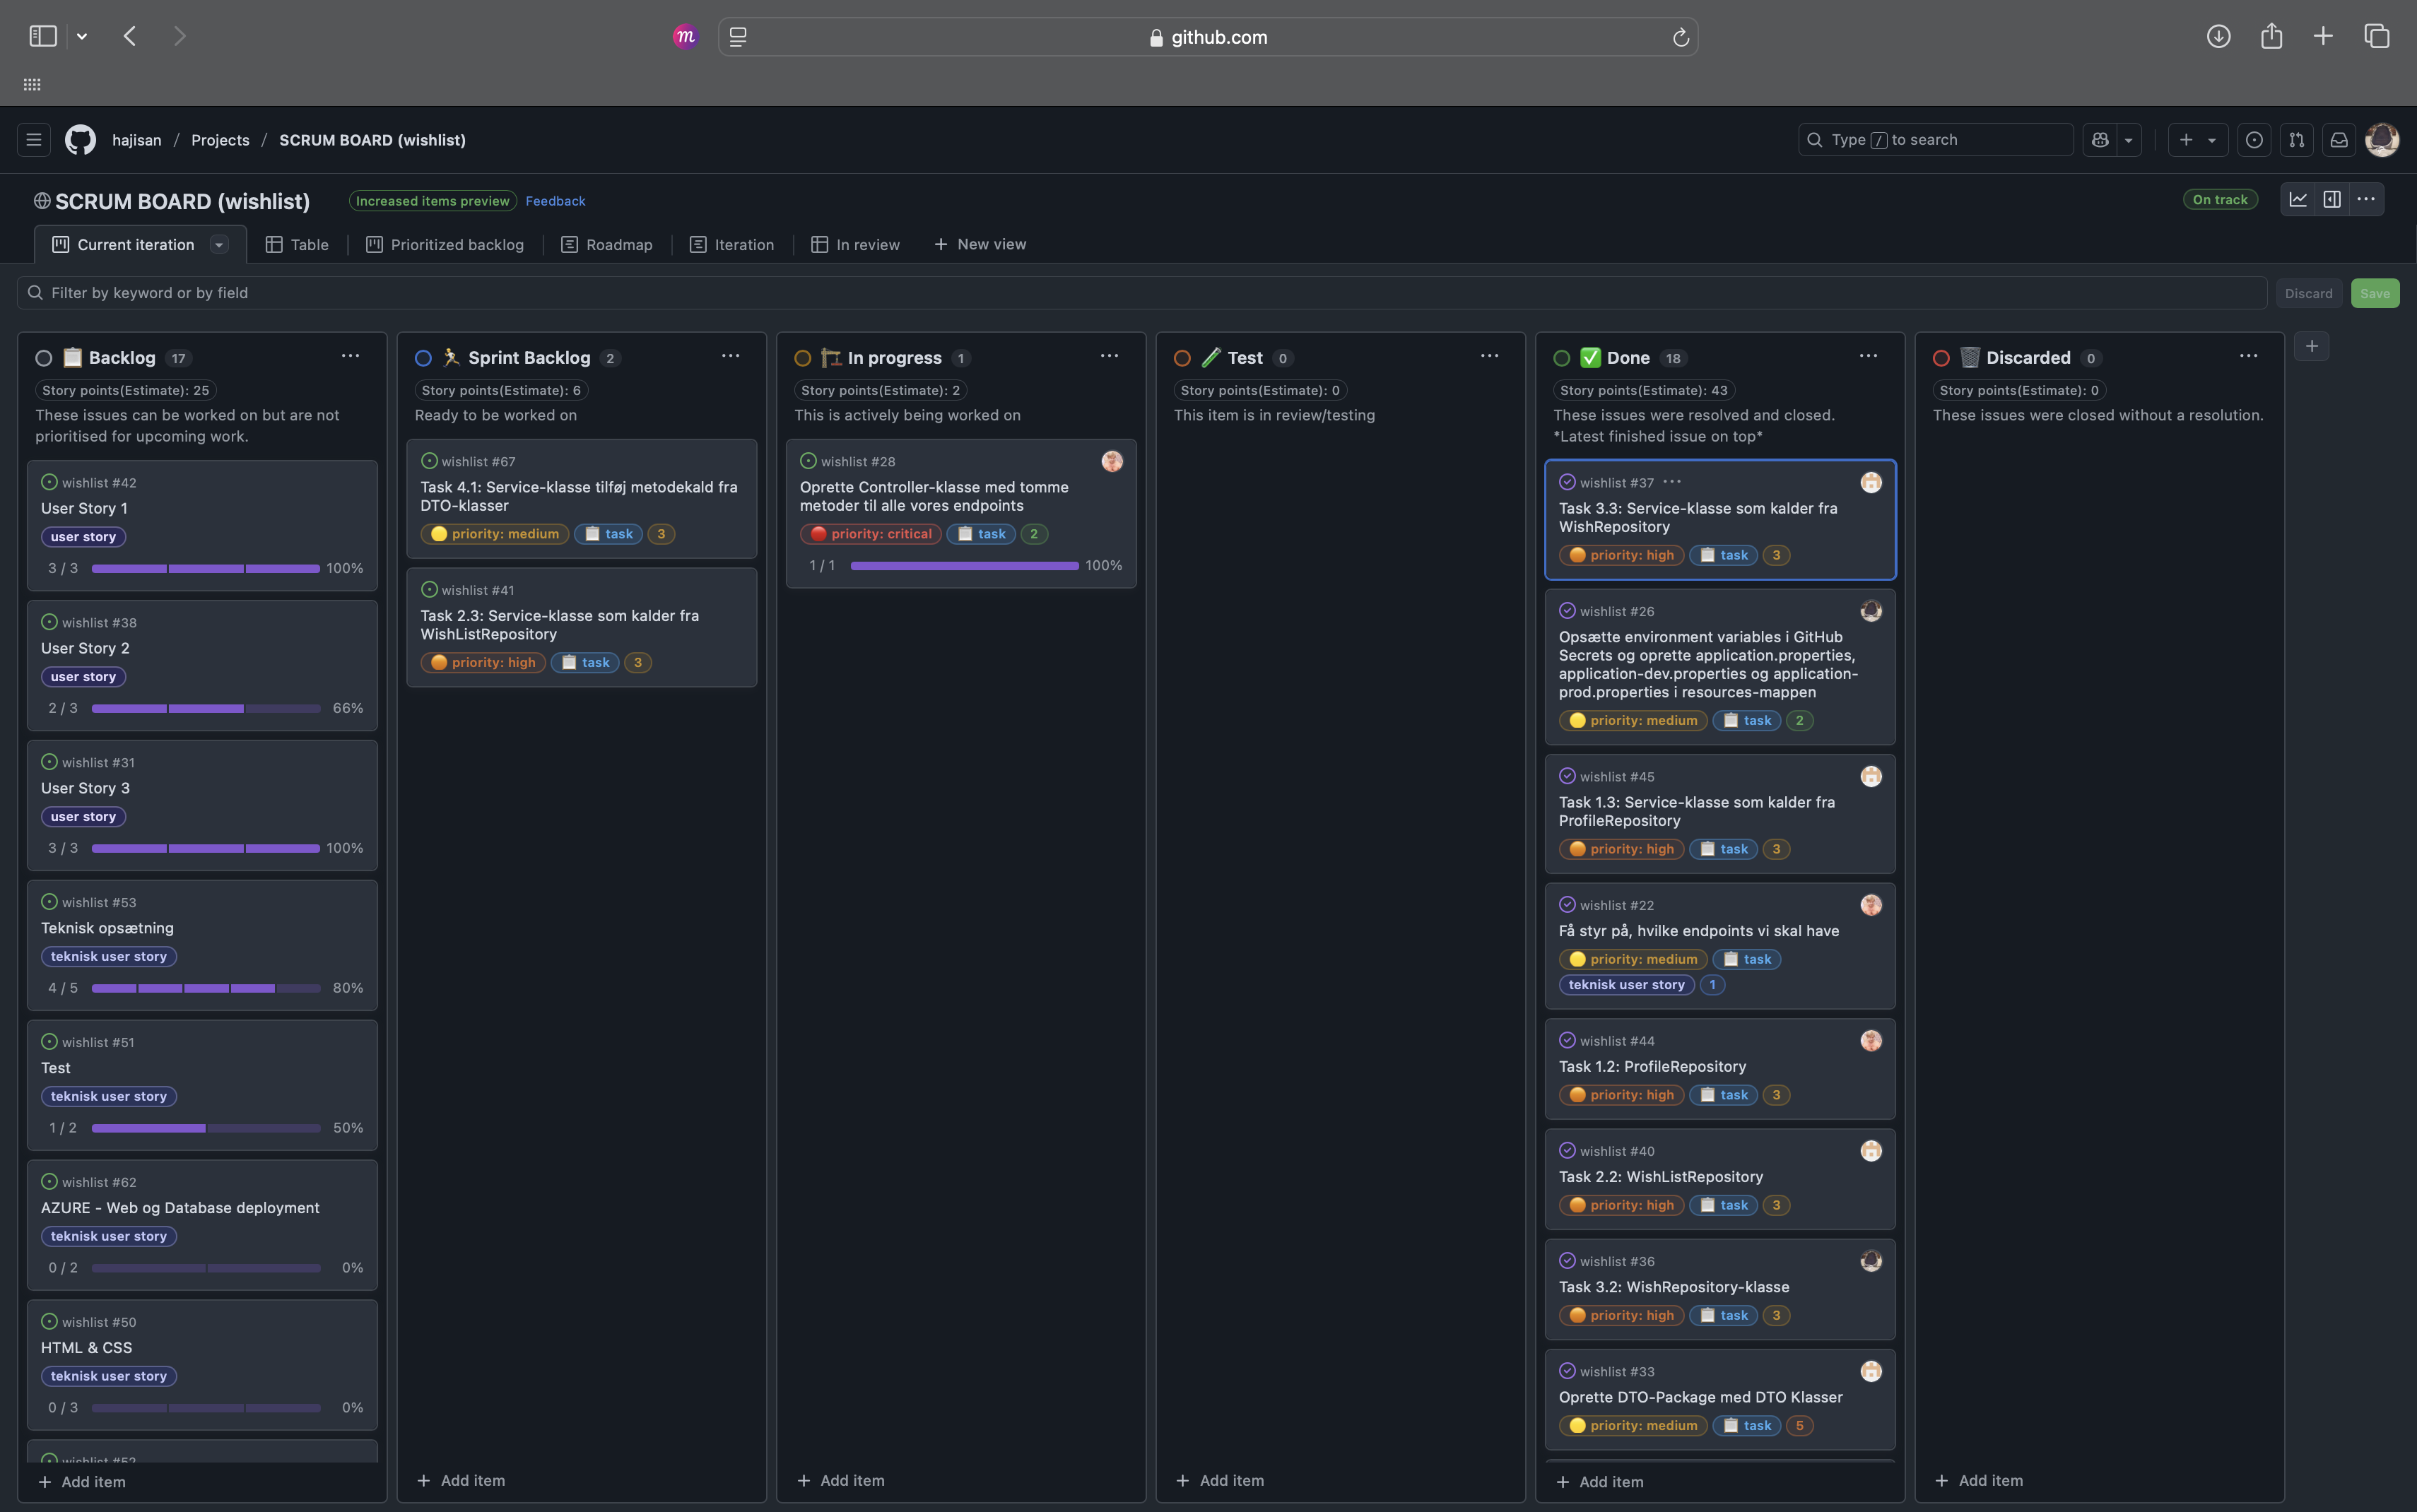 github.com
hajisan / Projects / SCRUM BOARD (wishlist)
Type / to search
SCRUM BOARD (wishlist)
Increased items preview
Feedback
On track
Current iteration
Table
Prioritized backlog
Roadmap
Iteration
In review
New view
Filter by keyword or by field
Discard
Save
Backlog 17
Story points(Estimate): 25
These issues can be worked on but are not
prioritised for upcoming work.
wishlist #42
User Story 1
user story
3 / 3 100%
wishlist #38
User Story 2
user story
2 / 3 66%
wishlist #31
User Story 3
user story
3 / 3 100%
wishlist #53
Teknisk opsætning
teknisk user story
4 / 5 80%
wishlist #51
Test
teknisk user story
1 / 2 50%
wishlist #62
AZURE - Web og Database deployment
teknisk user story
0 / 2 0%
wishlist #50
HTML & CSS
teknisk user story
0 / 3 0%
wishlist #52
Add item
Sprint Backlog 2
Story points(Estimate): 6
Ready to be worked on
wishlist #67
Task 4.1: Service-klasse tilføj metodekald fra
DTO-klasser
priority: medium task 3
wishlist #41
Task 2.3: Service-klasse som kalder fra
WishListRepository
priority: high task 3
Add item
In progress 1
Story points(Estimate): 2
This is actively being worked on
wishlist #28
Oprette Controller-klasse med tomme
metoder til alle vores endpoints
priority: critical task 2
1 / 1 100%
Add item
Test 0
Story points(Estimate): 0
This item is in review/testing
Add item
Done 18
Story points(Estimate): 43
These issues were resolved and closed.
*Latest finished issue on top*
wishlist #37
Task 3.3: Service-klasse som kalder fra
WishRepository
priority: high task 3
wishlist #26
Opsætte environment variables i GitHub
Secrets og oprette application.properties,
application-dev.properties og application-
prod.properties i resources-mappen
priority: medium task 2
wishlist #45
Task 1.3: Service-klasse som kalder fra
ProfileRepository
priority: high task 3
wishlist #22
Få styr på, hvilke endpoints vi skal have
priority: medium task
teknisk user story 1
wishlist #44
Task 1.2: ProfileRepository
priority: high task 3
wishlist #40
Task 2.2: WishListRepository
priority: high task 3
wishlist #36
Task 3.2: WishRepository-klasse
priority: high task 3
wishlist #33
Oprette DTO-Package med DTO Klasser
priority: medium task 5
Add item
Discarded 0
Story points(Estimate): 0
These issues were closed without a resolution.
Add item